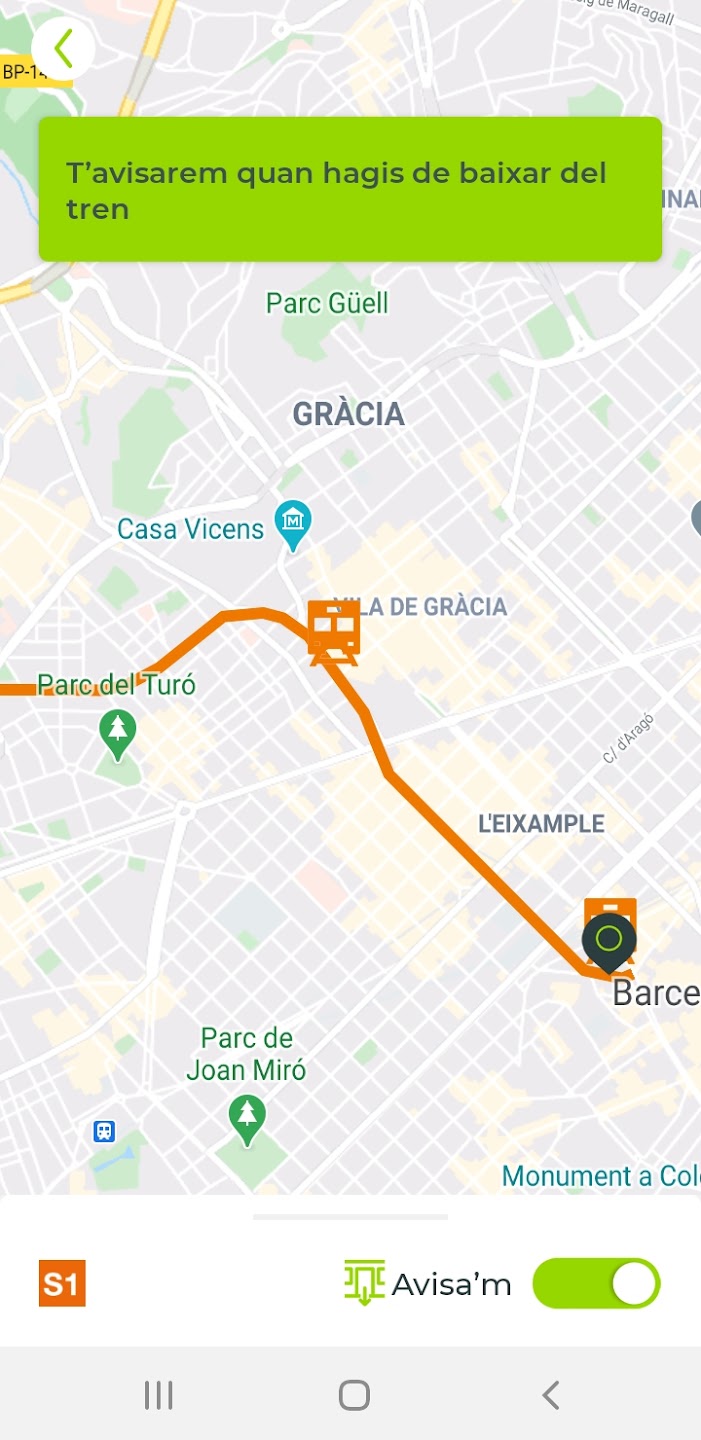 ig de Maragall
BP-14
T’avisarem quan hagis de baixar del
tren
INA
Parc Güell
GRÀCIA
Casa Vicens
M
VILA DE GRÀCIA
Parc del Turó
C/ d'Aragó
L'EIXAMPLE
Barce
Parc de
Joan Miró
Monument a Col
S1
Avisa’m